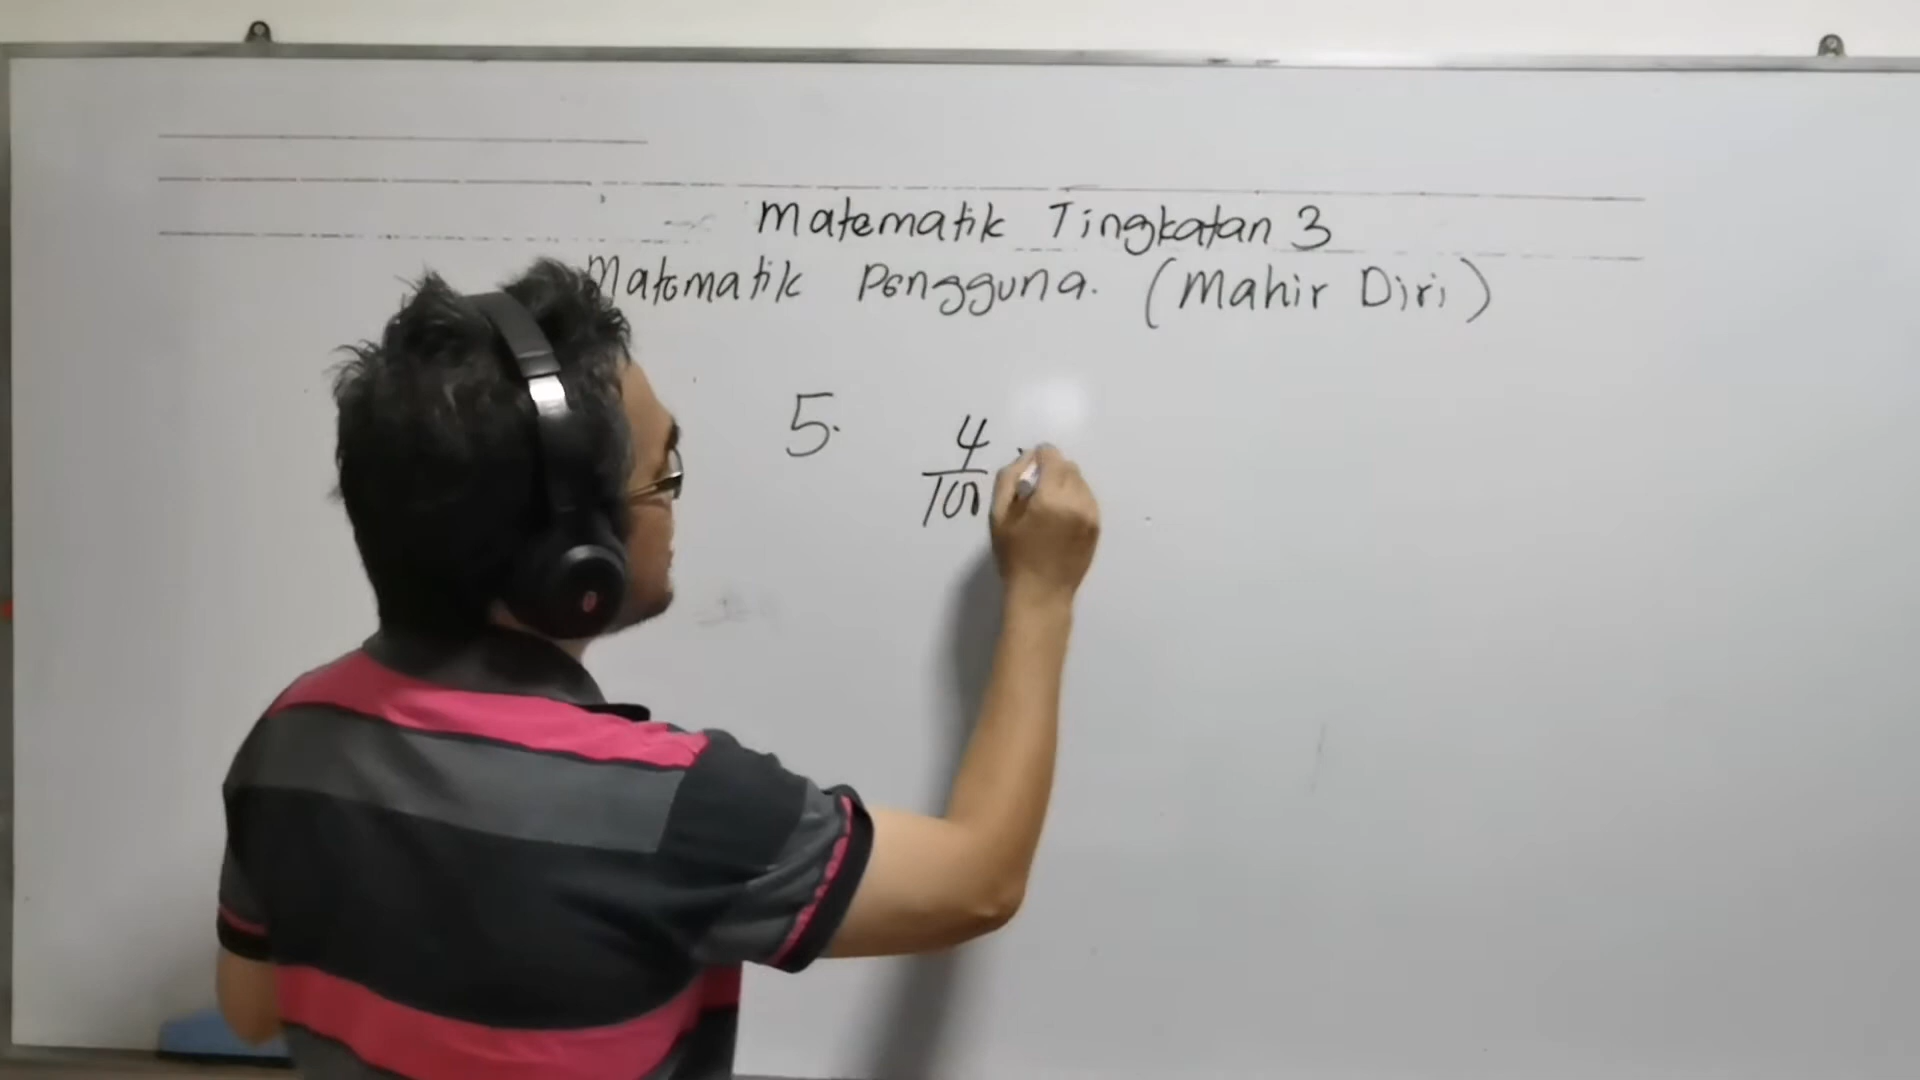 Matematik Tingkatan 3
Matematik Pengguna. (Mahir Diri)
5.
4
100